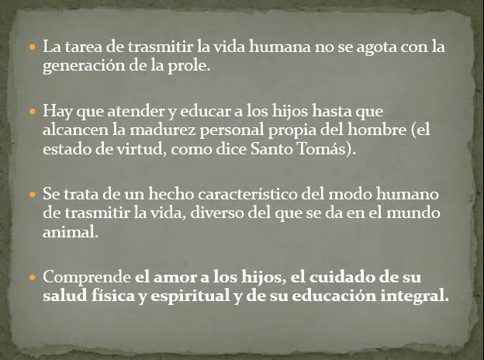 • La tarea de trasmitir la vida humana no se agota con la
generación de la prole.
• Hay que atender y educar a los hijos hasta que
alcancen la madurez personal propia del hombre (el
estado de virtud, como dice Santo Tomás).
• Se trata de un hecho característico del modo humano
de trasmitir la vida, diverso del que se da en el mundo
animal.
• Comprende el amor a los hijos, el cuidado de su
salud física y espiritual y de su educación integral.